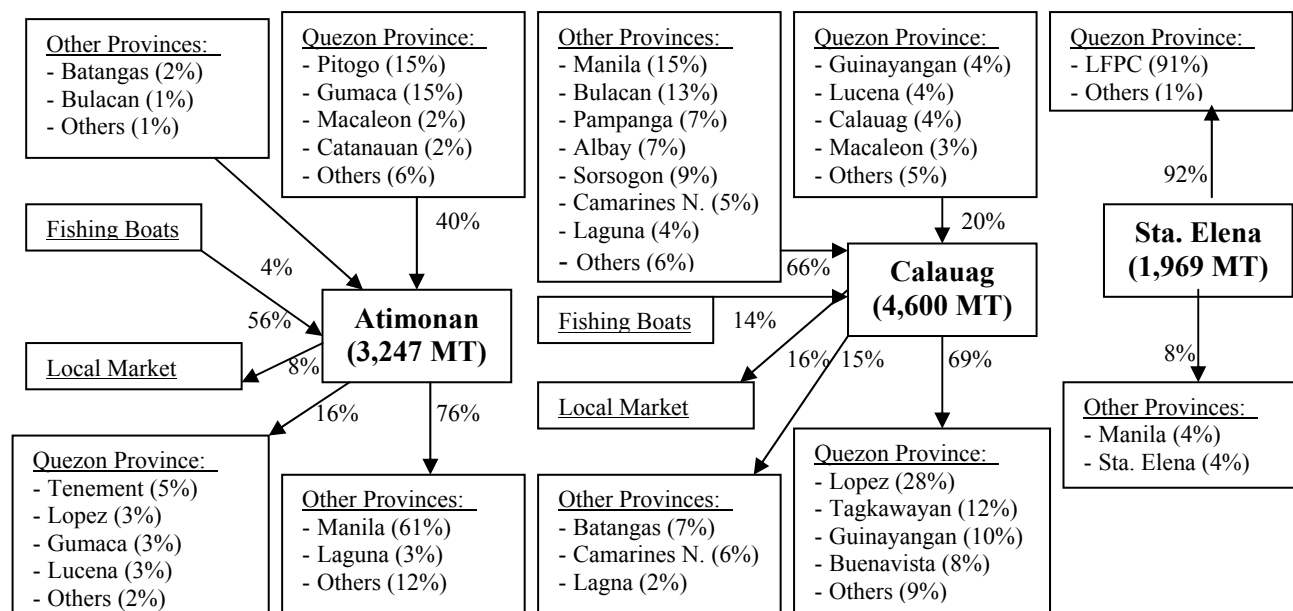 Other Provinces:
- Batangas (2%)
- Bulacan (1%)
- Others (1%)
Quezon Province:
- Pitogo (15%)
- Gumaca (15%)
- Macaleon (2%)
- Catanauan (2%)
- Others (6%)
Other Provinces:
- Manila (15%)
- Bulacan (13%)
- Pampanga (7%)
- Albay (7%)
- Sorsogon (9%)
- Camarines N. (5%)
- Laguna (4%)
- Others (6%)
Quezon Province:
- Guinayangan (4%)
- Lucena (4%)
- Calauag (4%)
- Macaleon (3%)
- Others (5%)
Quezon Province:
- LFPC (91%)
- Others (1%)
92%
40%
20%
Fishing Boats
4%
66%
Sta. Elena
(1,969 MT)
Calauag
(4,600 MT)
56%
Atimonan
(3,247 MT)
Fishing Boats
14%
Local Market
8%
16%
15%
69%
8%
Local Market
16%
76%
Quezon Province:
- Tenement (5%)
- Lopez (3%)
- Gumaca (3%)
- Lucena (3%)
- Others (2%)
Other Provinces:
- Manila (61%)
- Laguna (3%)
- Others (12%)
Other Provinces:
- Batangas (7%)
- Camarines N. (6%)
- Lagna (2%)
Quezon Province:
- Lopez (28%)
- Tagkawayan (12%)
- Guinayangan (10%)
- Buenavista (8%)
- Others (9%)
Other Provinces:
- Manila (4%)
- Sta. Elena (4%)